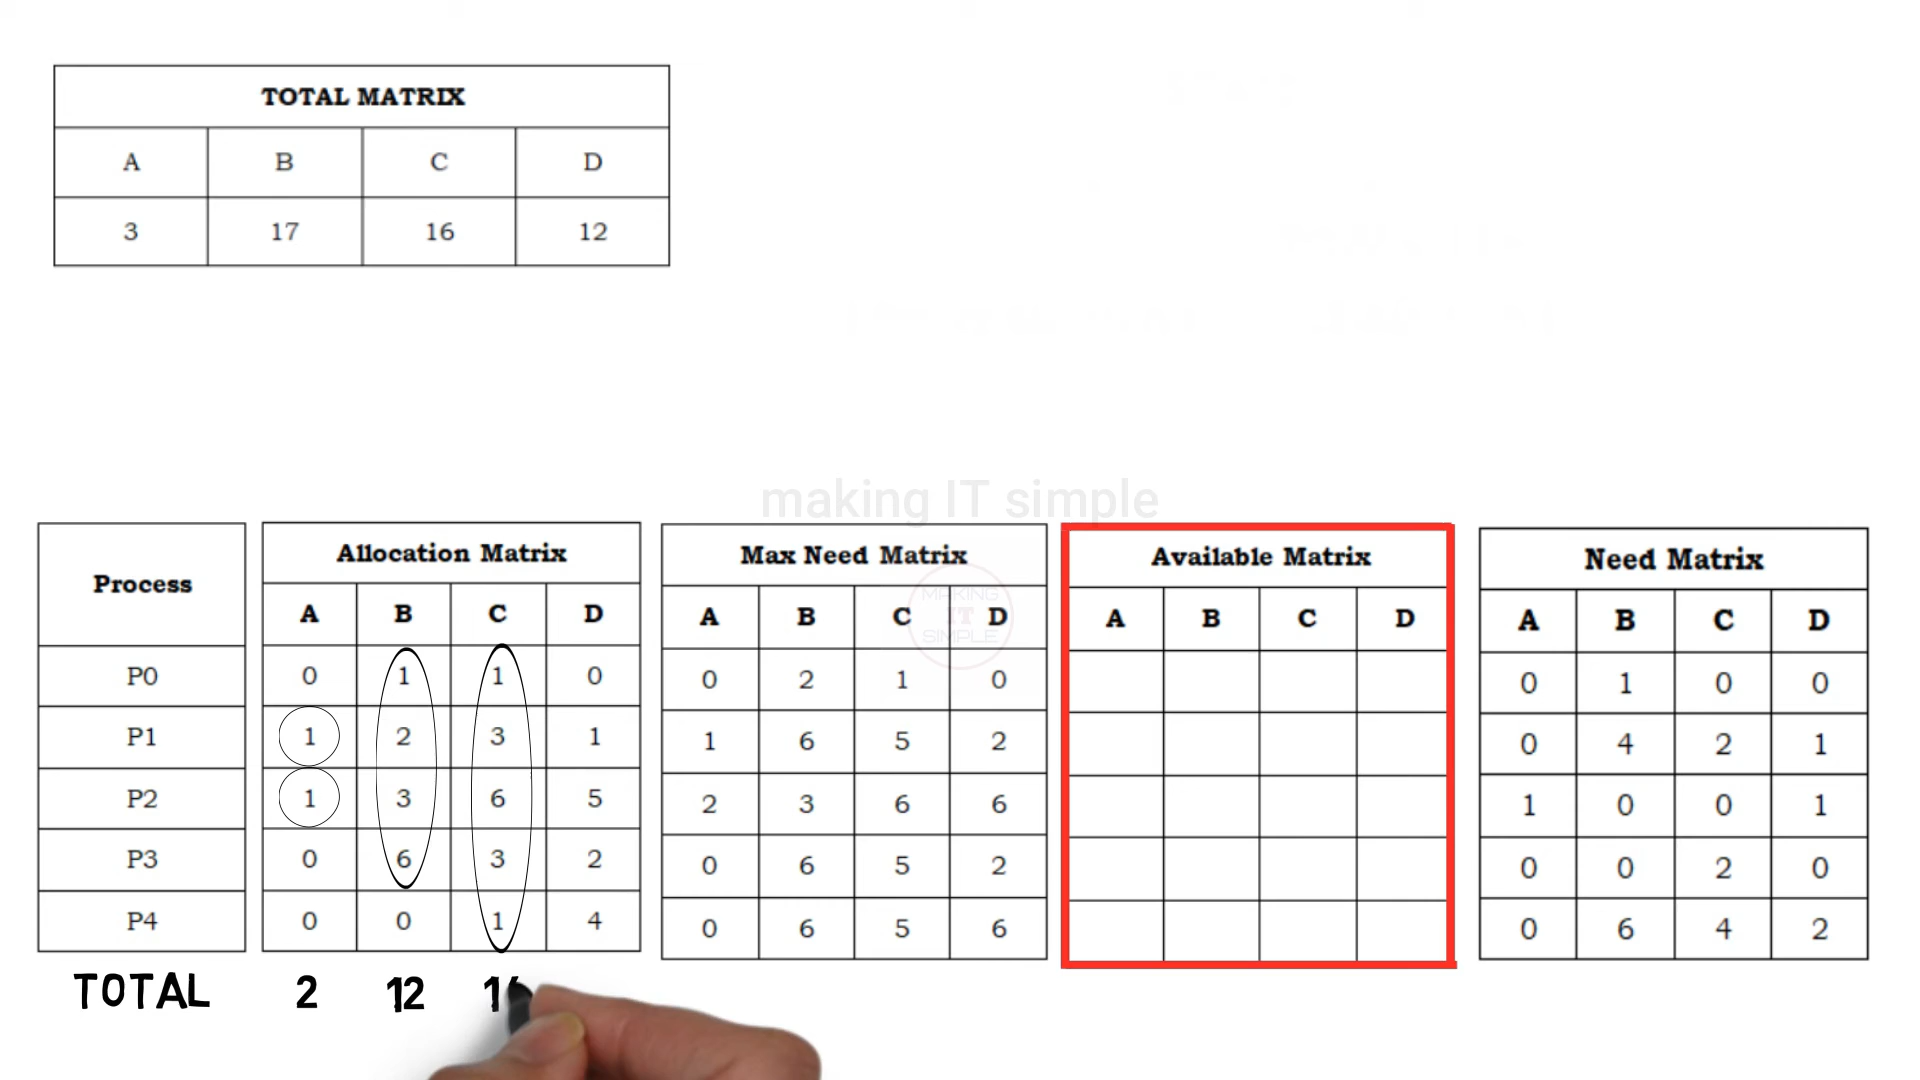 TOTAL MATRIX
A B C D
3 17 16 12
making IT simple
Process Allocation Matrix Max Need Matrix Available Matrix Need Matrix
A B C D A B C D A B C D A B C D
MAKING
IT
SIMPLE
P0 0 1 1 0 0 2 1 0 0 1 0 0
P1 1 2 3 1 1 6 5 2 0 4 2 1
P2 1 3 6 5 2 3 6 6 1 0 0 1
P3 0 6 3 2 0 6 5 2 0 0 2 0
P4 0 0 1 4 0 6 5 6 0 6 4 2
TOTAL 2 12